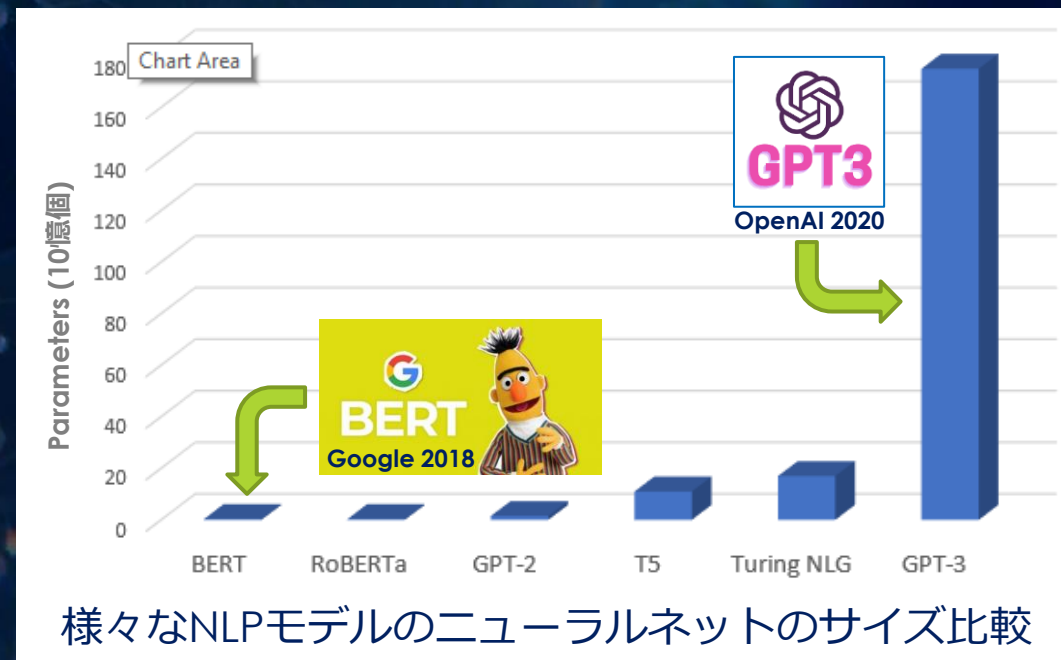 180
Chart Area
160
140
120
100
80
60
40
20
0
Parameters (10憶個)
GPT3
OpenAI 2020
G
BERT
Google 2018
BERT
RoBERTa
GPT-2
T5
Turing NLG
GPT-3
様々なNLPモデルのニューラルネットのサイズ比較